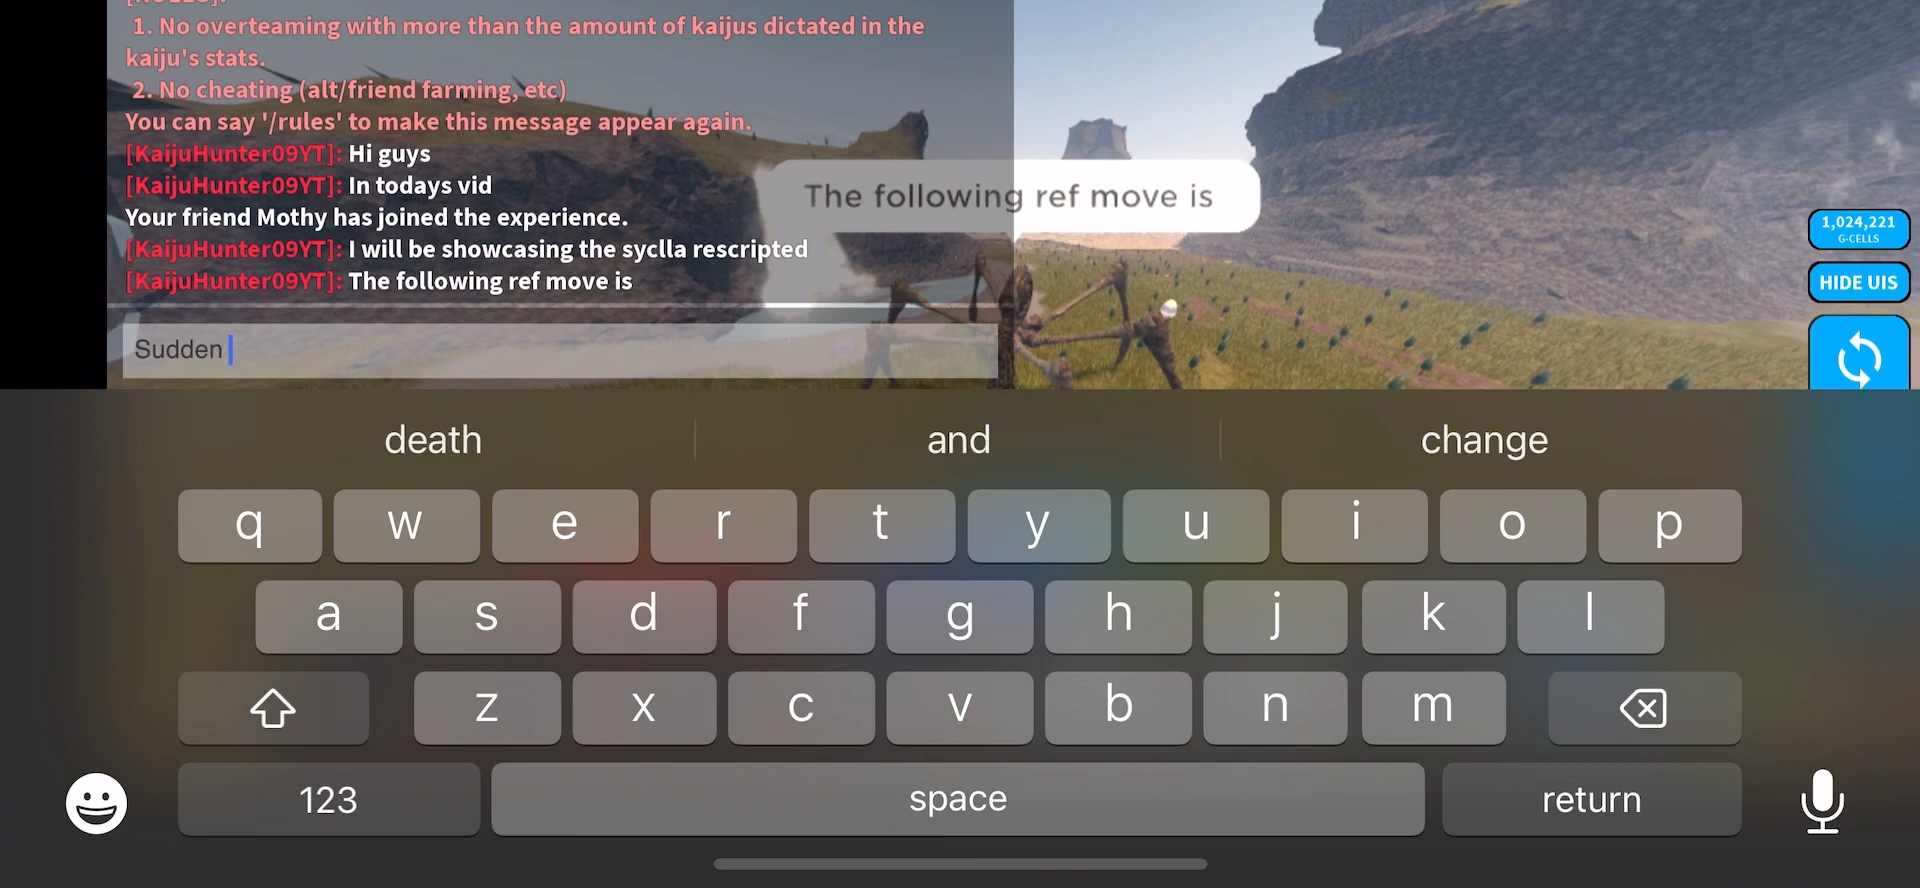 [RULES]:
1. No overteaming with more than the amount of kaijus dictated in the
kaiju's stats.
2. No cheating (alt/friend farming, etc)
You can say '/rules' to make this message appear again.
[KaijuHunter09YT]: Hi guys
[KaijuHunter09YT]: In todays vid
Your friend Mothy has joined the experience.
[KaijuHunter09YT]: I will be showcasing the syclla rescripted
[KaijuHunter09YT]: The following ref move is
Sudden
The following ref move is
1,024,221
G-CELLS
HIDE UIS
death and change
q w e r t y u i o p
a s d f g h j k l
z x c v b n m
123 space return